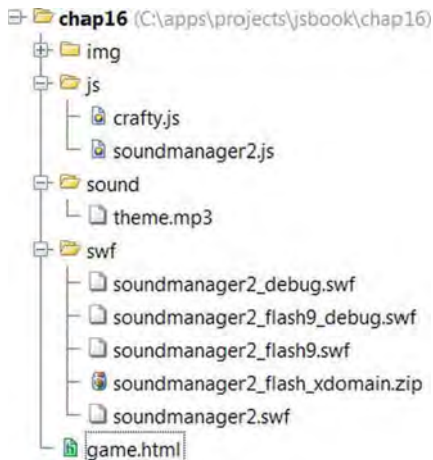 chap16 (C:\apps\projects\jsbook\chap16)
img
js
crafty.js
soundmanager2.js
sound
theme.mp3
swf
soundmanager2_debug.swf
soundmanager2_flash9_debug.swf
soundmanager2_flash9.swf
soundmanager2_flash_xdomain.zip
soundmanager2.swf
game.html